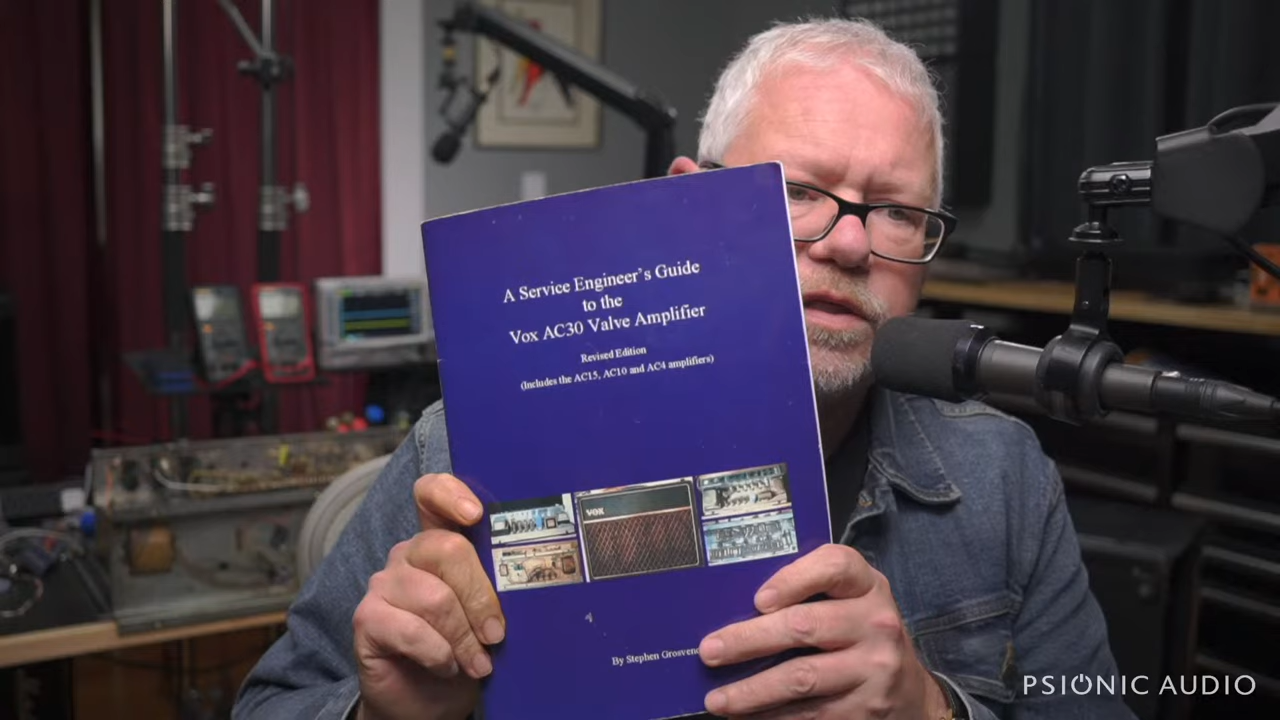 A Service Engineer's Guide
to the
Vox AC30 Valve Amplifier
Revised Edition
(Includes the AC15, AC10 and AC4 amplifiers)
VOX
By Stephen
PSIONIC AUDIO